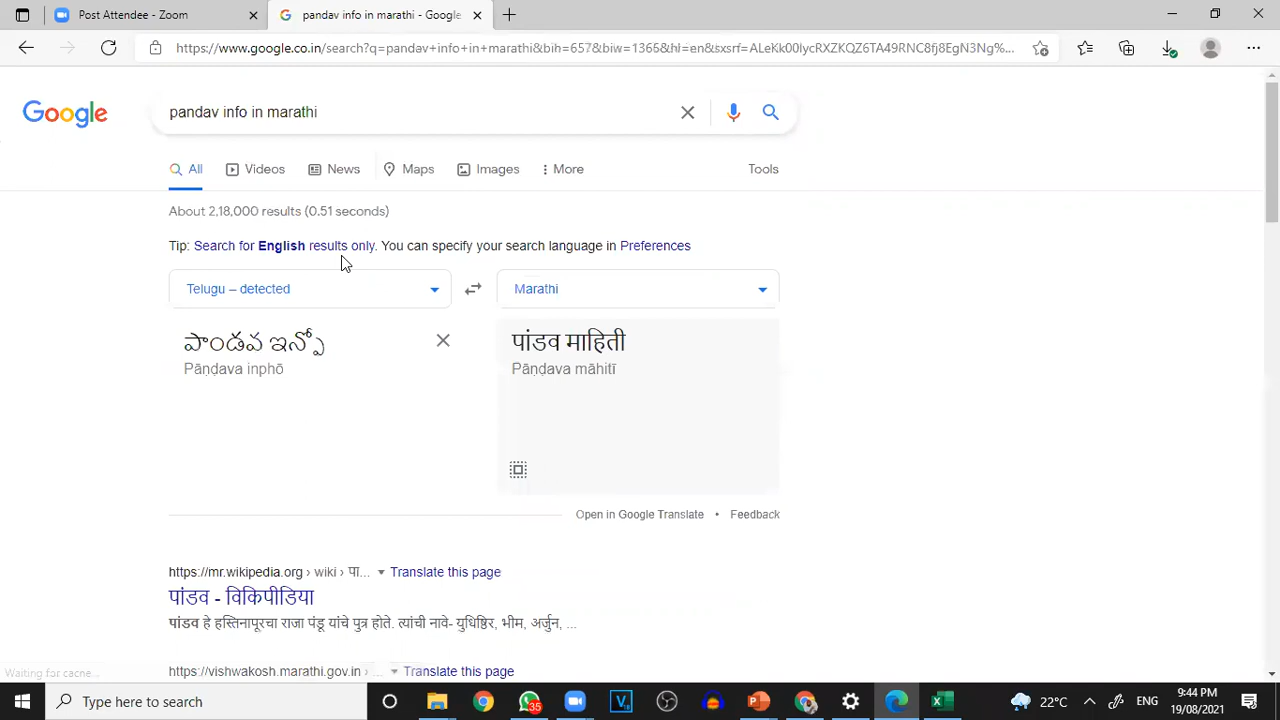 Post Attendee - Zoom
pandav info in marathi - Google
https://www.google.co.in/search?q=pandav+info+in+marathi&bih=657&biw=1366&hl=en&sxsrf=ALeKk00lycRXZKQZ6TA49RNC8fj8EgN3Ng%...
Google
pandav info in marathi
All Videos News Maps Images More Tools
About 2,18,000 results (0.51 seconds)
Tip: Search for English results only. You can specify your search language in Preferences
Telugu – detected Marathi
పాండవ ఇన్ఫో पांडव माहिती
Pāṇḍava inphō Pāṇḍava māhitī
Open in Google Translate • Feedback
https://mr.wikipedia.org › wiki › पा... Translate this page
पांडव - विकिपीडिया
पांडव हे हस्तिनापूरचा राजा पंडू यांचे पुत्र होते. त्यांची नावे- युधिष्ठिर, भीम, अर्जुन, ...
https://vishwakosh.marathi.gov.in › ... Translate this page
Waiting for cache...
Type here to search
35
22°C ENG
9:44 PM
19/08/2021